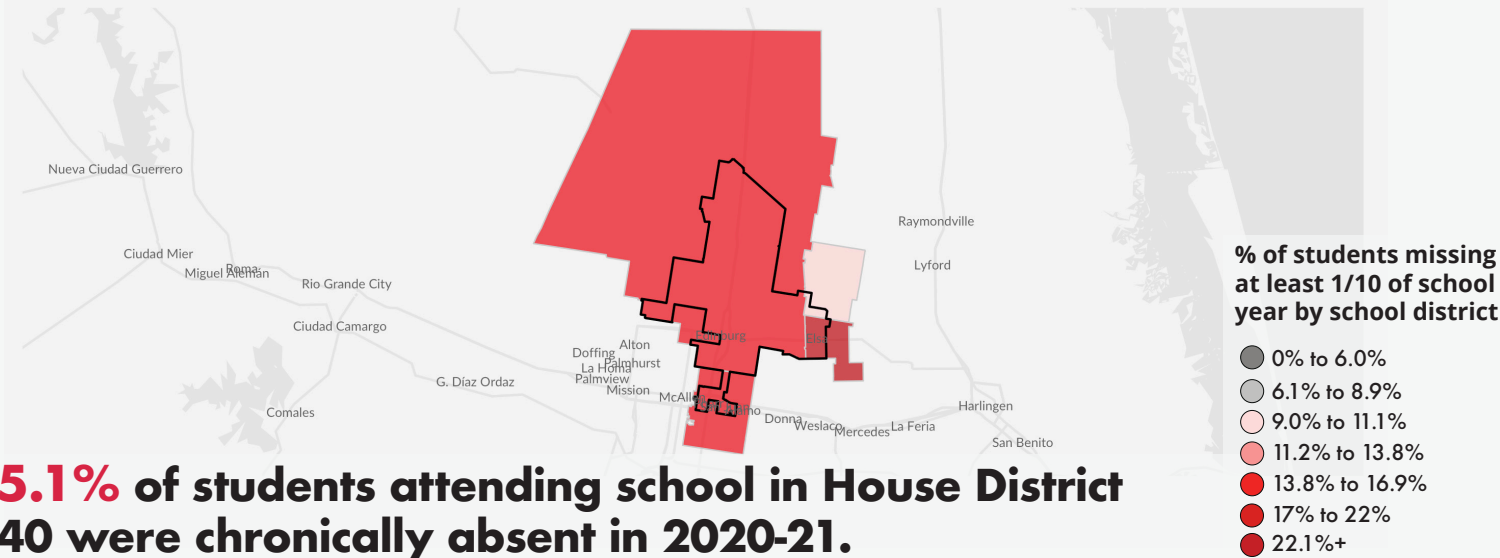 Nueva Ciudad Guerrero
Raymondville
Ciudad Mier
Roma
Miguel Alemán
Lyford
Rio Grande City
Ciudad Camargo
Edinburg
Elsa
Alton
Doffing
Palmhurst
La Homa
Palmview
G. Díaz Ordaz
Mission
McAllen
Comales
Donna
Weslaco
Mercedes
La Feria
Harlingen
San Benito
% of students missing
at least 1/10 of school
year by school district
0% to 6.0%
6.1% to 8.9%
9.0% to 11.1%
11.2% to 13.8%
13.8% to 16.9%
17% to 22%
22.1%+
5.1% of students attending school in House District
40 were chronically absent in 2020-21.